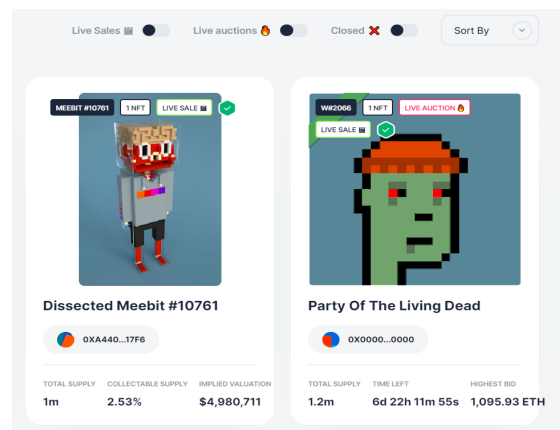 Live Sales Live auctions 🔥 Closed ❌ Sort By
MEEBIT #10761 1 NFT LIVE SALE
W#2066 1 NFT LIVE AUCTION 🔥
LIVE SALE
Dissected Meebit #10761
0XA440...17F6
TOTAL SUPPLY COLLECTABLE SUPPLY IMPLIED VALUATION
1m 2.53% $4,980,711
Party Of The Living Dead
0X0000...0000
TOTAL SUPPLY TIME LEFT HIGHEST BID
1.2m 6d 22h 11m 55s 1,095.93 ETH